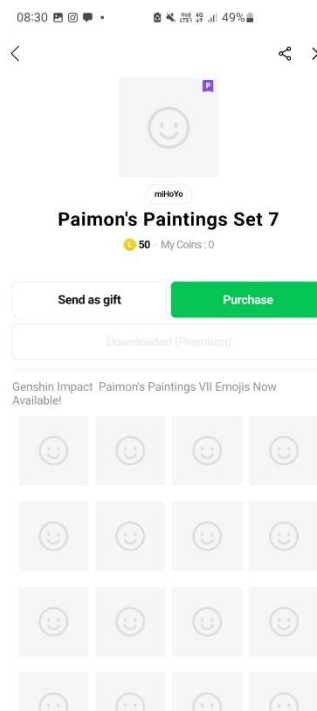 08:30
49%
P
miHoYo
Paimon's Paintings Set 7
L 50 · My Coins : 0
Send as gift
Purchase
Downloaded (Premium)
Genshin Impact Paimon's Paintings VII Emojis Now
Available!